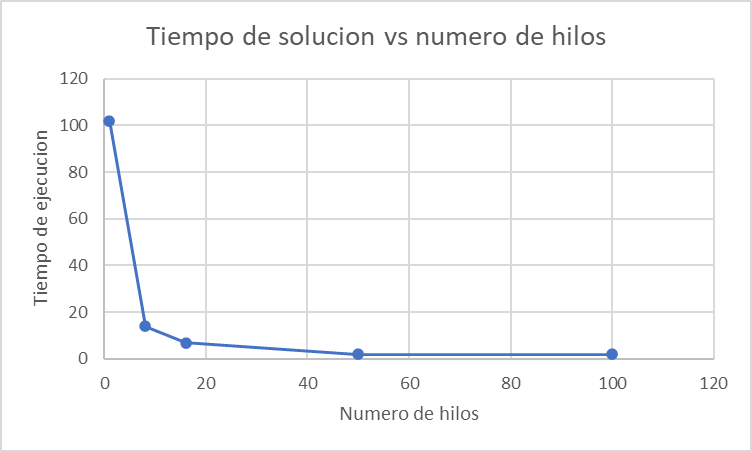 Tiempo de solucion vs numero de hilos
120
100
80
60
40
20
0
Tiempo de ejecucion
0 20 40 60 80 100 120
Numero de hilos